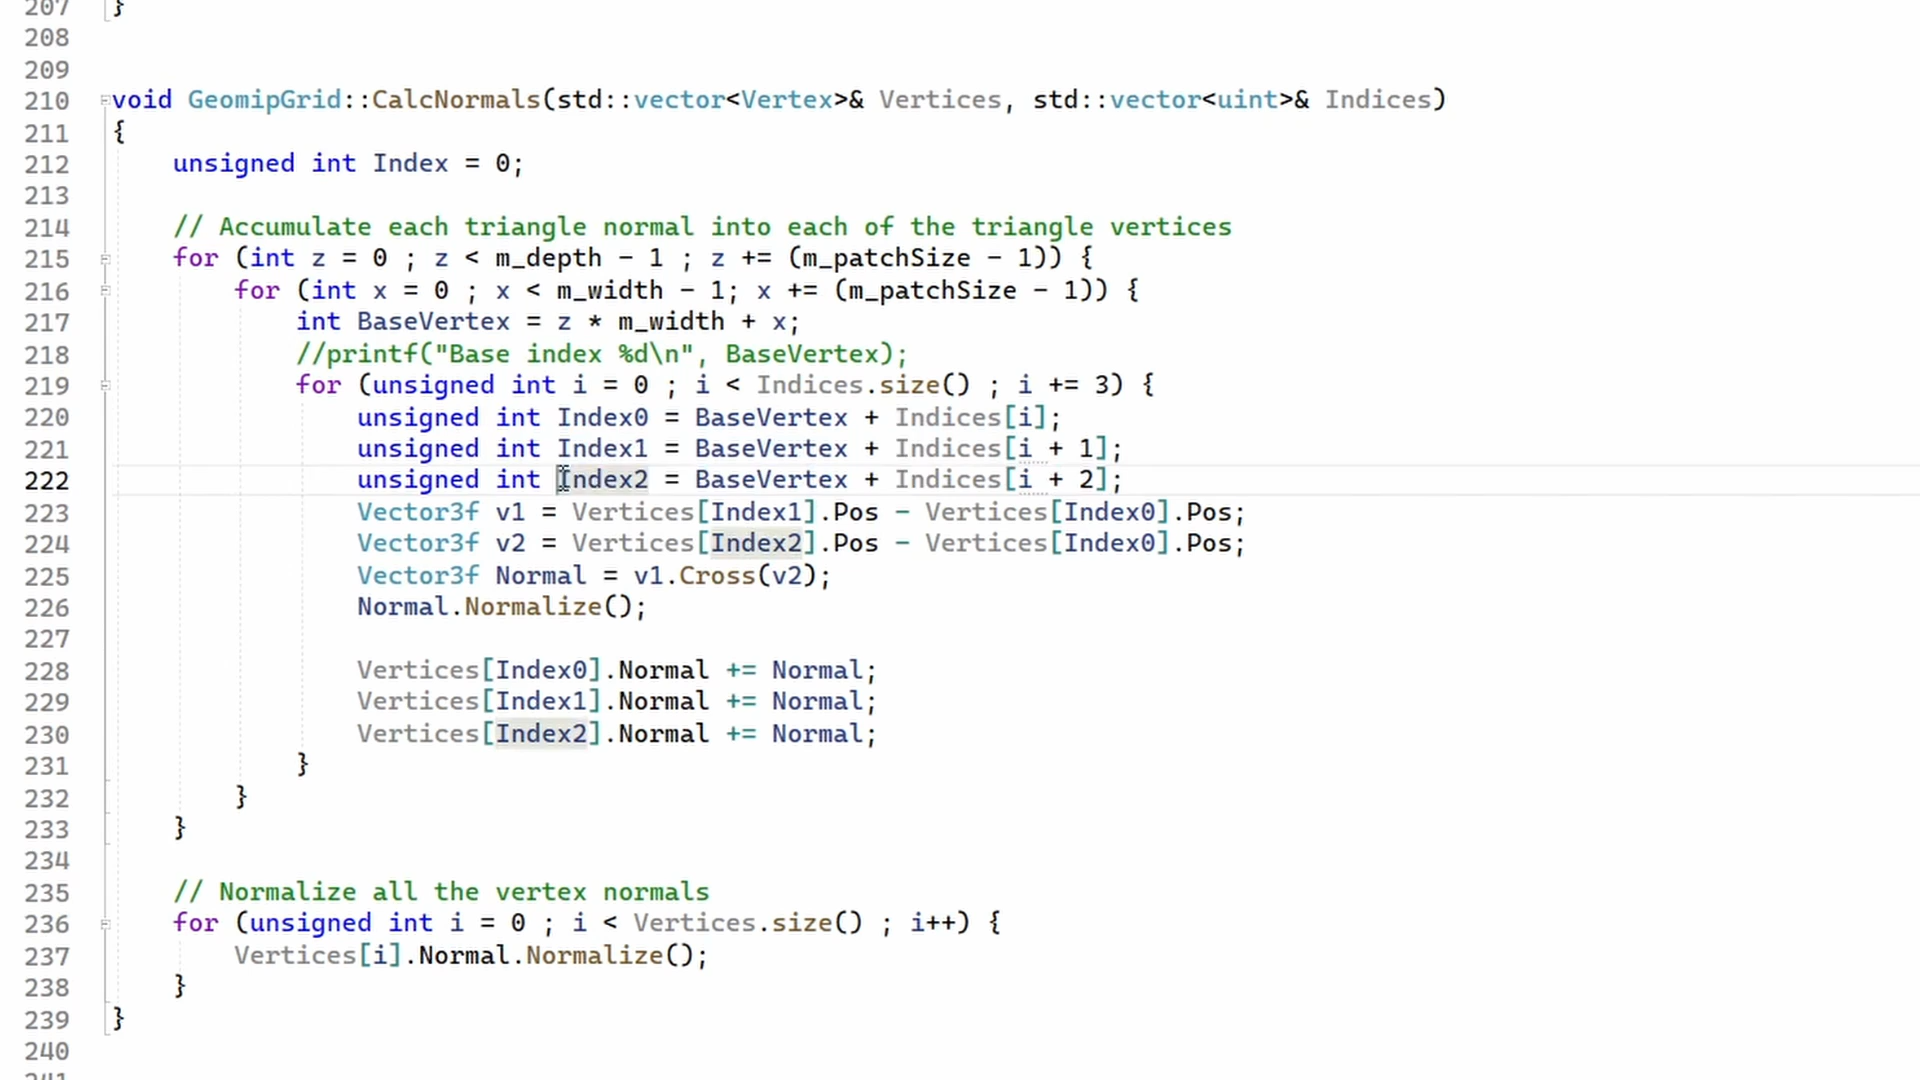 207 }
208
209
210 void GeomipGrid::CalcNormals(std::vector<Vertex>& Vertices, std::vector<uint>& Indices)
211 {
212     unsigned int Index = 0;
213
214     // Accumulate each triangle normal into each of the triangle vertices
215     for (int z = 0 ; z < m_depth - 1 ; z += (m_patchSize - 1)) {
216         for (int x = 0 ; x < m_width - 1; x += (m_patchSize - 1)) {
217             int BaseVertex = z * m_width + x;
218             //printf("Base index %d\n", BaseVertex);
219             for (unsigned int i = 0 ; i < Indices.size() ; i += 3) {
220                 unsigned int Index0 = BaseVertex + Indices[i];
221                 unsigned int Index1 = BaseVertex + Indices[i + 1];
222                 unsigned int Index2 = BaseVertex + Indices[i + 2];
223                 Vector3f v1 = Vertices[Index1].Pos - Vertices[Index0].Pos;
224                 Vector3f v2 = Vertices[Index2].Pos - Vertices[Index0].Pos;
225                 Vector3f Normal = v1.Cross(v2);
226                 Normal.Normalize();
227
228                 Vertices[Index0].Normal += Normal;
229                 Vertices[Index1].Normal += Normal;
230                 Vertices[Index2].Normal += Normal;
231             }
232         }
233     }
234
235     // Normalize all the vertex normals
236     for (unsigned int i = 0 ; i < Vertices.size() ; i++) {
237         Vertices[i].Normal.Normalize();
238     }
239 }
240
241